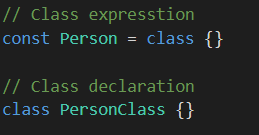 // Class expresstion
const Person = class {}
// Class declaration
class PersonClass {}